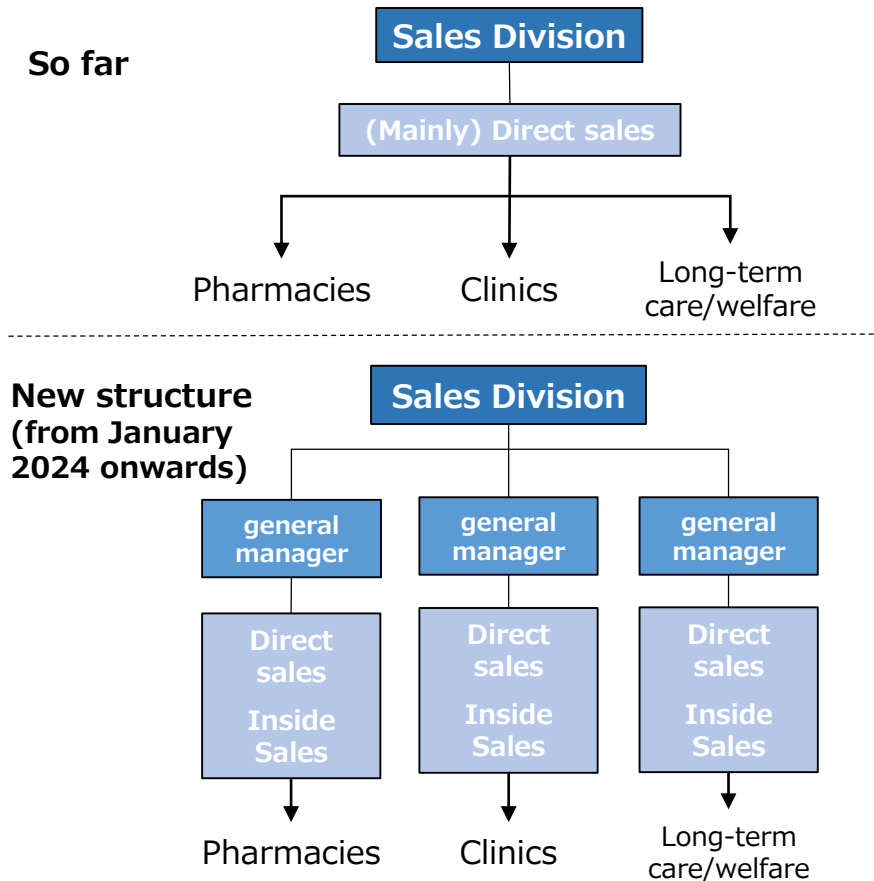 Sales Division
So far
(Mainly) Direct sales
Pharmacies
Clinics
Long-term
care/welfare
New structure
(from January
2024 onwards)
Sales Division
general
manager
general
manager
general
manager
Direct
sales
Inside
Sales
Direct
sales
Inside
Sales
Direct
sales
Inside
Sales
Pharmacies
Clinics
Long-term
care/welfare